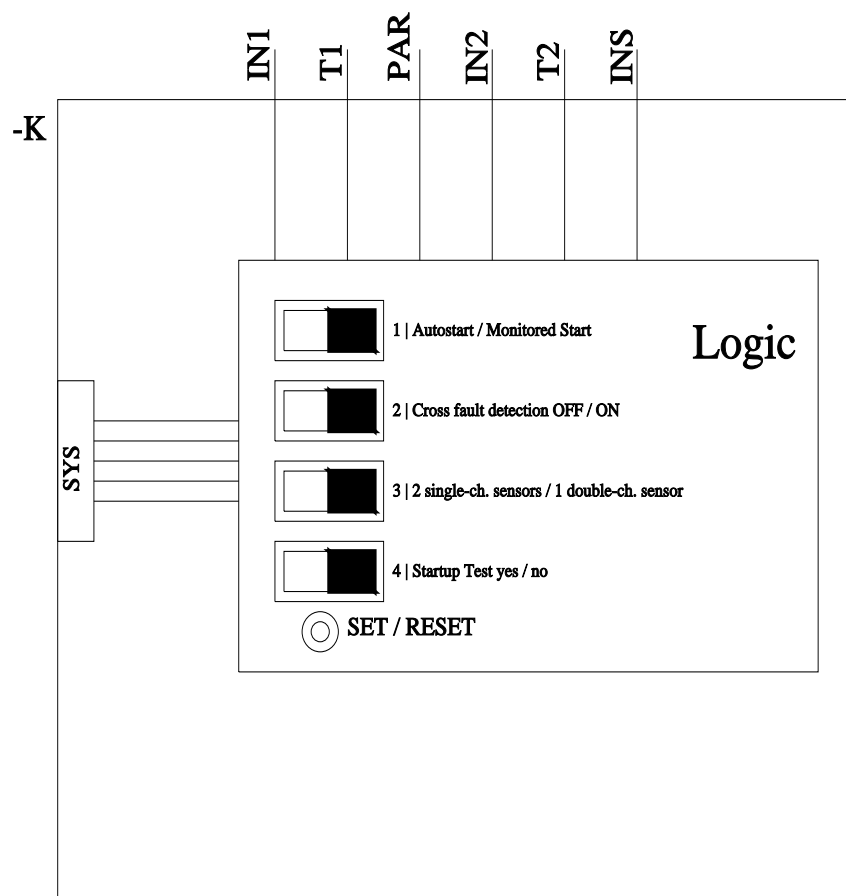 IN1
T1
PAR
IN2
T2
INS
-K
1 | Autostart / Monitored Start
Logic
2 | Cross fault detection OFF / ON
SYS
3 | 2 single-ch. sensors / 1 double-ch. sensor
4 | Startup Test yes / no
SET / RESET